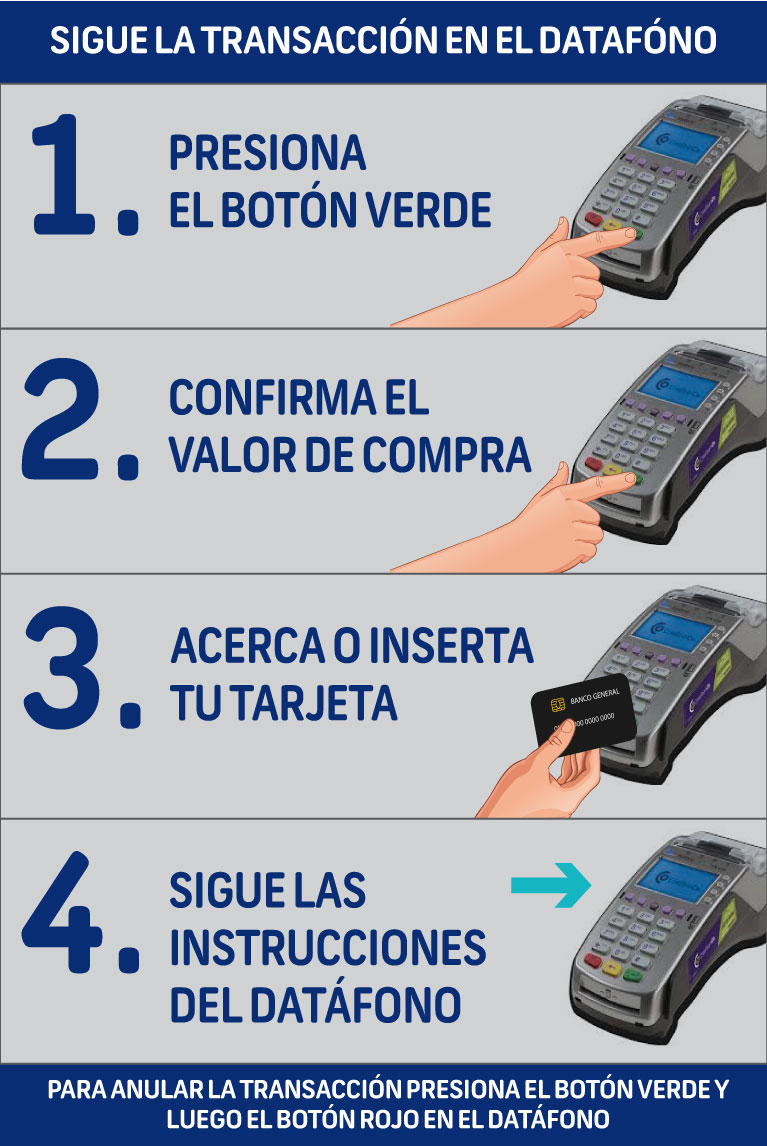 SIGUE LA TRANSACCIÓN EN EL DATAFÓNO
1.
PRESIONA
EL BOTÓN VERDE
2.
CONFIRMA EL
VALOR DE COMPRA
3.
ACERCA O INSERTA
TU TARJETA
BANCO GENERAL
0000 0000
4.
SIGUE LAS
INSTRUCCIONES
DEL DATÁFONO
PARA ANULAR LA TRANSACCIÓN PRESIONA EL BOTÓN VERDE Y
LUEGO EL BOTÓN ROJO EN EL DATÁFONO